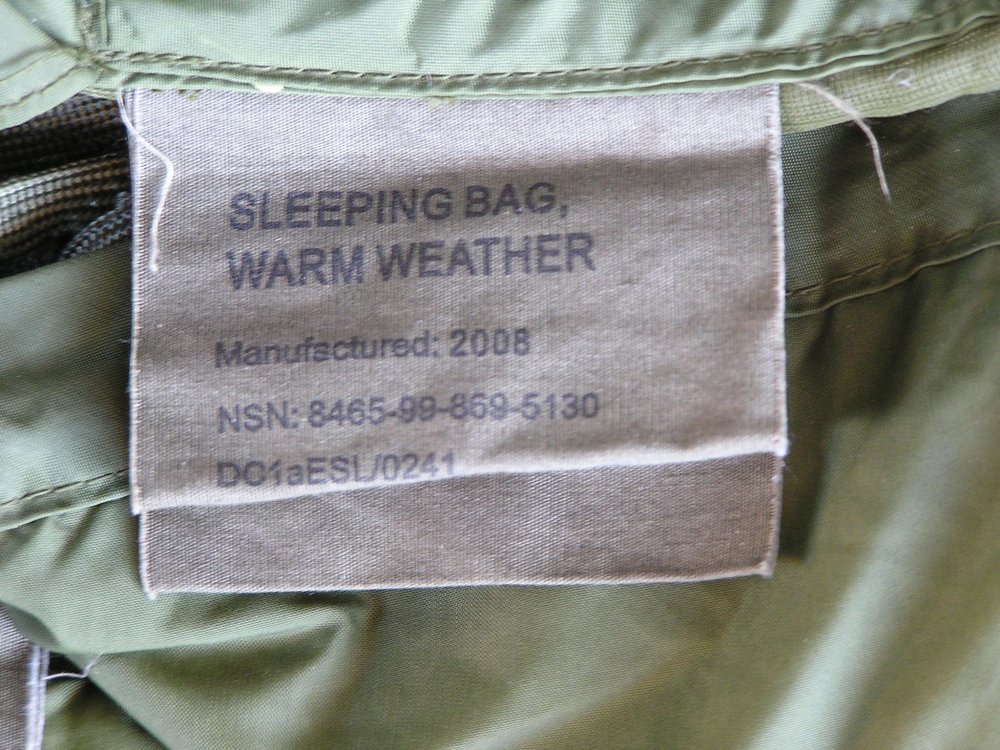 SLEEPING BAG,
WARM WEATHER
Manufactured: 2008
NSN: 8465-99-869-5130
DC1aESL/0241